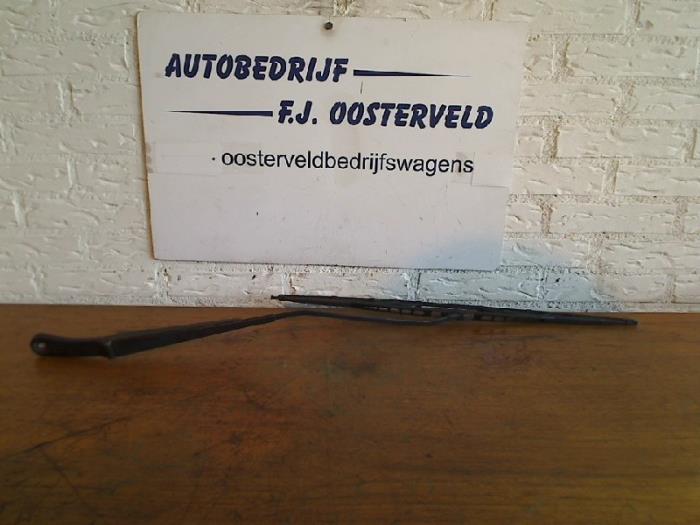 AUTOBEDRIJF
F.J. OOSTERVELD
· oosterveldbedrijfswagens